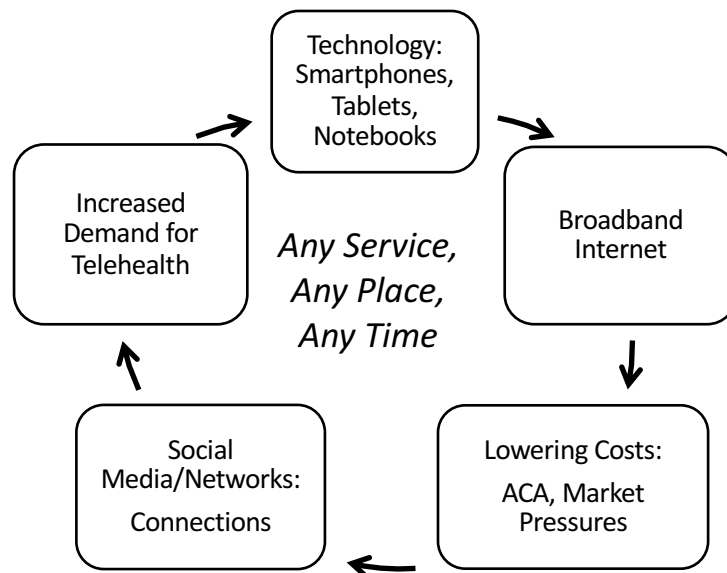 Technology:
Smartphones,
Tablets,
Notebooks
Increased
Demand for
Telehealth
Broadband
Internet
Any Service,
Any Place,
Any Time
Social
Media/Networks:
Connections
Lowering Costs:
ACA, Market
Pressures